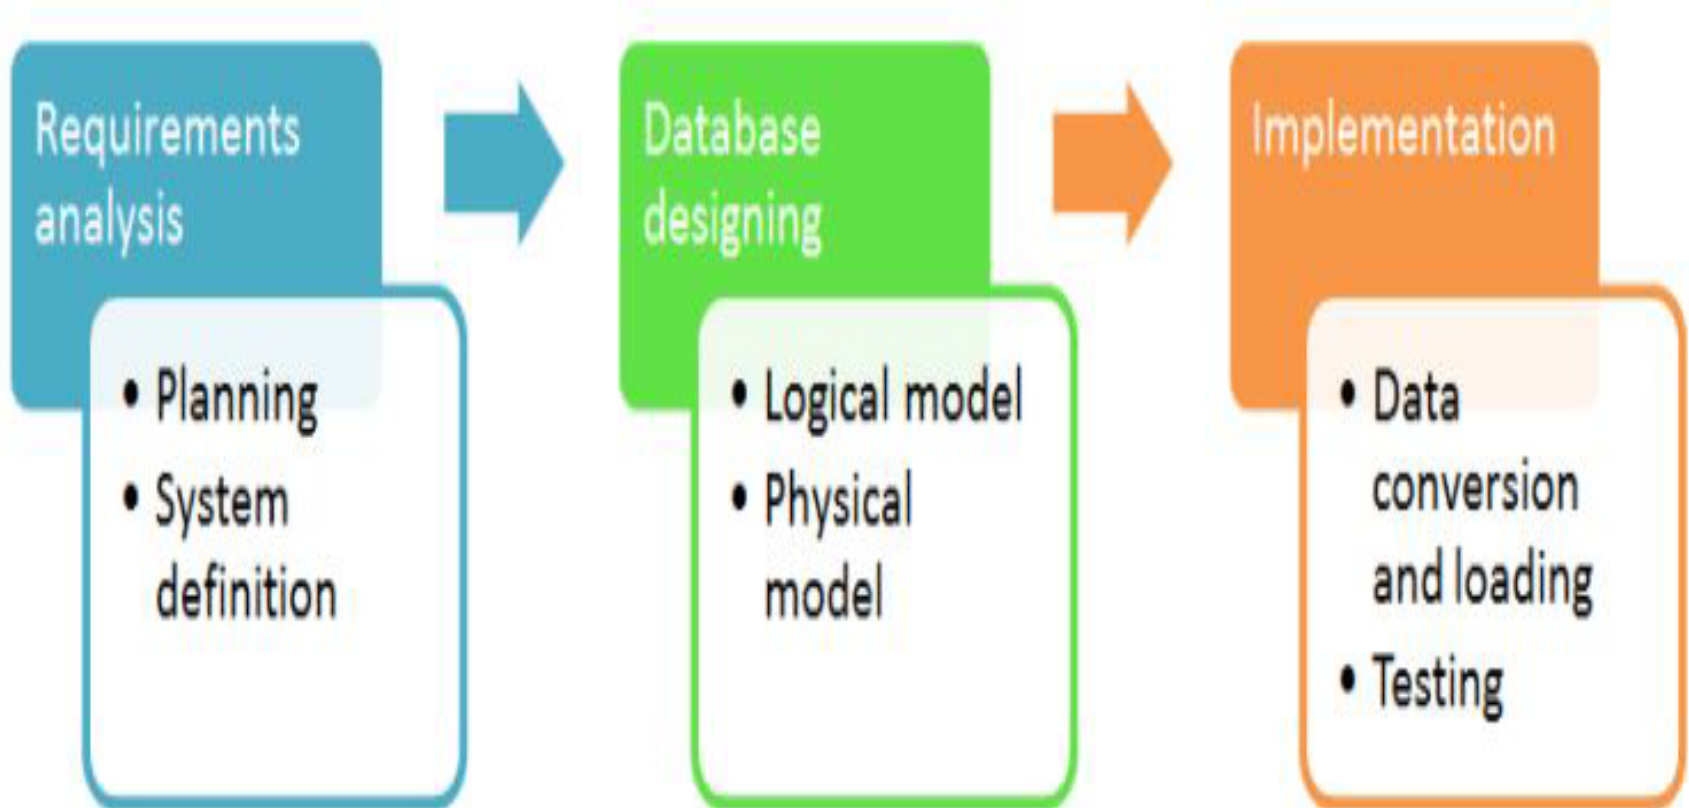 Requirements
analysis
• Planning
• System
definition
Database
designing
• Logical model
• Physical
model
Implementation
• Data
conversion
and loading
• Testing